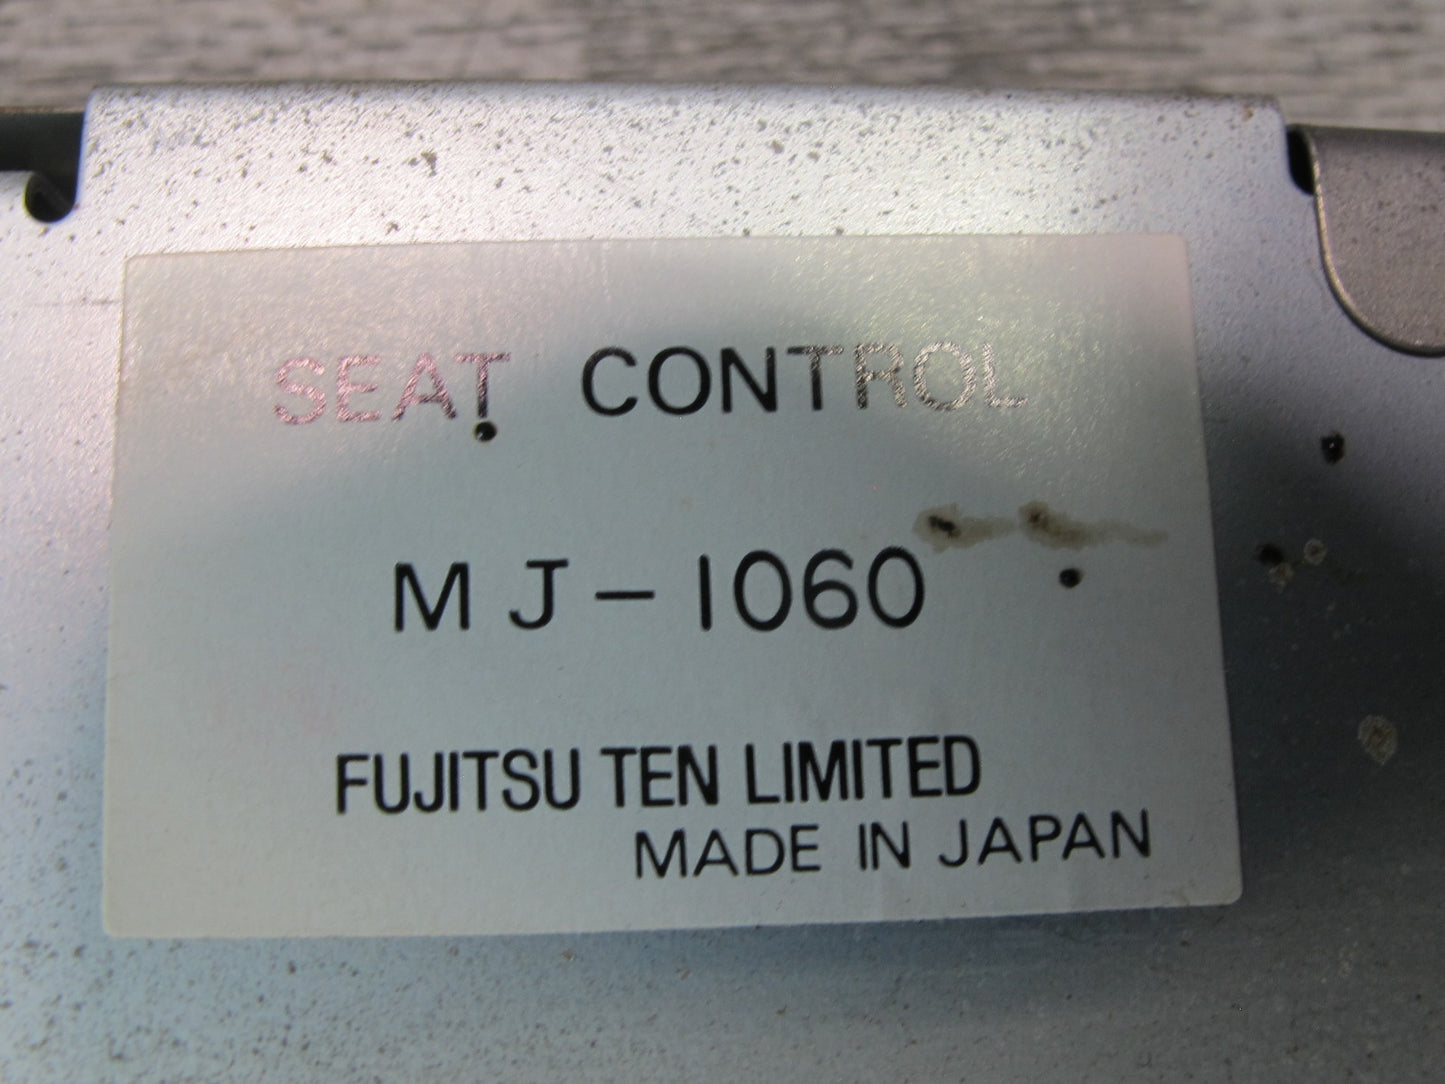 SEAT CONTROL
MJ-1060
FUJITSU TEN LIMITED
MADE IN JAPAN